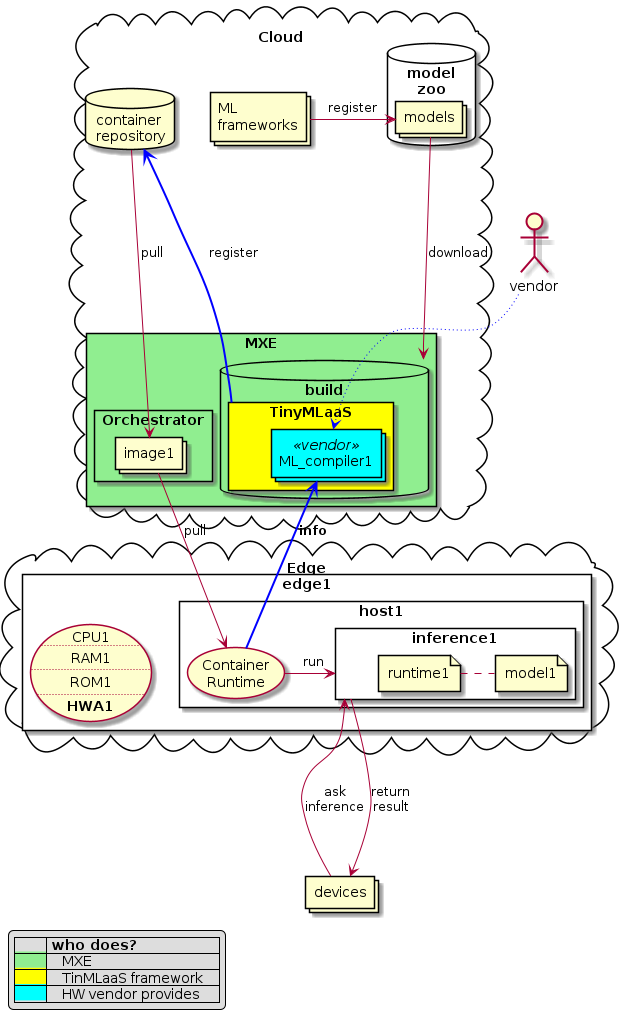 Cloud
model
zoo
container
repository
ML
frameworks
register
models
pull
register
download
vendor
MXE
build
Orchestrator
TinyMLaaS
image1
«vendor»
ML_compiler1
pull
info
Edge
edge1
host1
CPU1
RAM1
ROM1
HWA1
inference1
Container
Runtime
run
runtime1
model1
ask
inference
return
result
devices
who does?
MXE
TinMLaaS framework
HW vendor provides